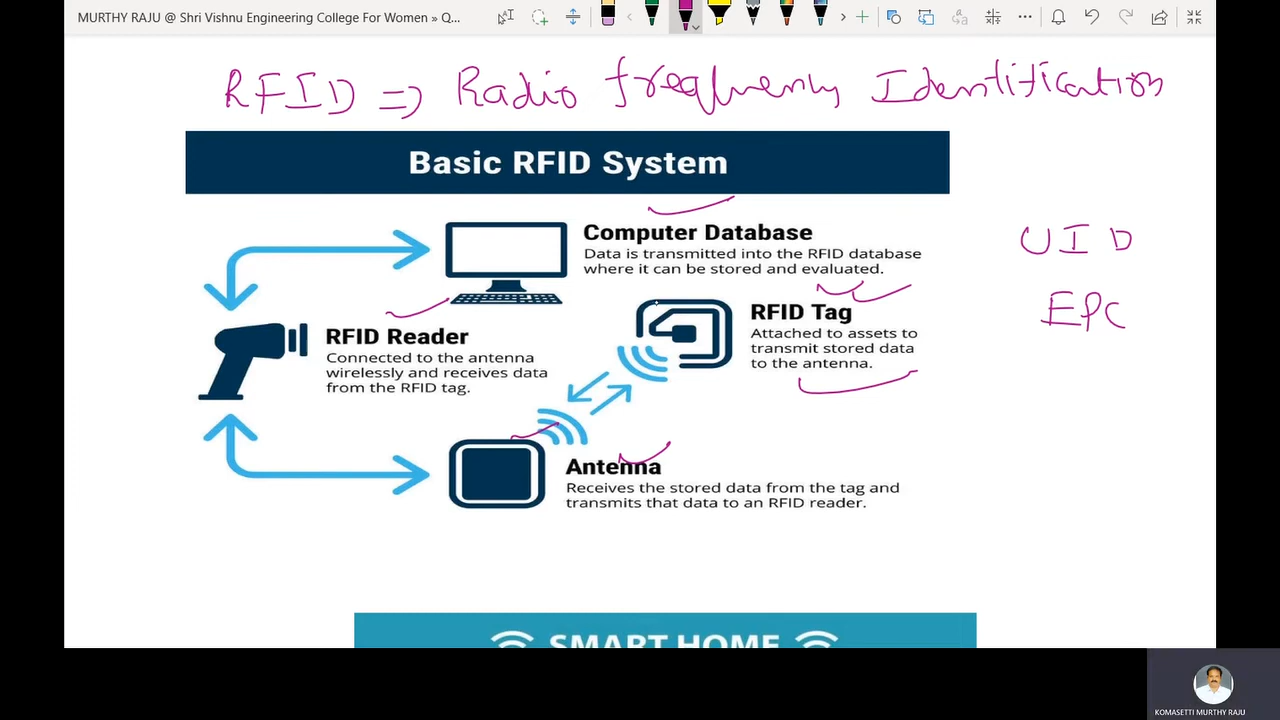 MURTHY RAJU @ Shri Vishnu Engineering College For Women » Q...
RFID => Radio frequency Identification
Basic RFID System
Computer Database
Data is transmitted into the RFID database
where it can be stored and evaluated.
UID
EPC
RFID Tag
Attached to assets to
transmit stored data
to the antenna.
RFID Reader
Connected to the antenna
wirelessly and receives data
from the RFID tag.
Antenna
Receives the stored data from the tag and
transmits that data to an RFID reader.
SMART HOME
KOMASETTI MURTHY RAJU